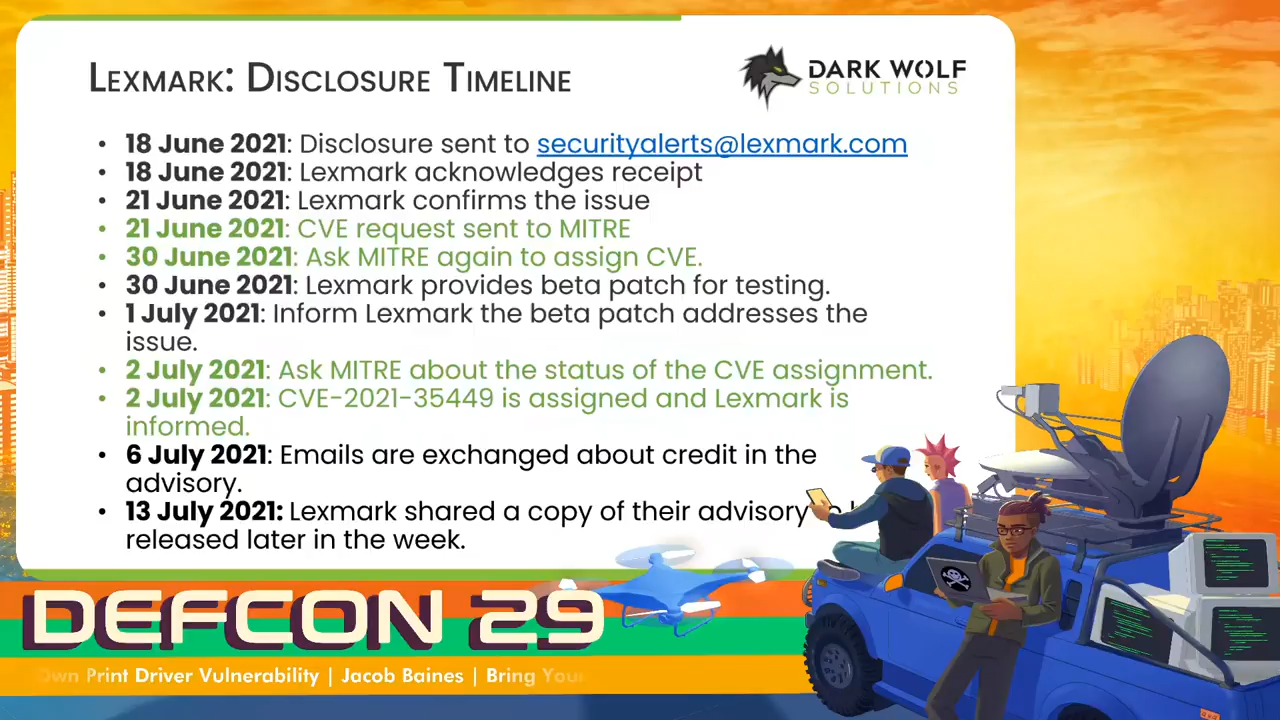 Lexmark: Disclosure Timeline
DARK WOLF
SOLUTIONS
• 18 June 2021: Disclosure sent to securityalerts@lexmark.com
• 18 June 2021: Lexmark acknowledges receipt
• 21 June 2021: Lexmark confirms the issue
• 21 June 2021: CVE request sent to MITRE
• 30 June 2021: Ask MITRE again to assign CVE.
• 30 June 2021: Lexmark provides beta patch for testing.
• 1 July 2021: Inform Lexmark the beta patch addresses the
issue.
• 2 July 2021: Ask MITRE about the status of the CVE assignment.
• 2 July 2021: CVE-2021-35449 is assigned and Lexmark is
informed.
• 6 July 2021: Emails are exchanged about credit in the
advisory.
• 13 July 2021: Lexmark shared a copy of their advisory
released later in the week.
DEFCON 29
Own Print Driver Vulnerability | Jacob Baines | Bring Your